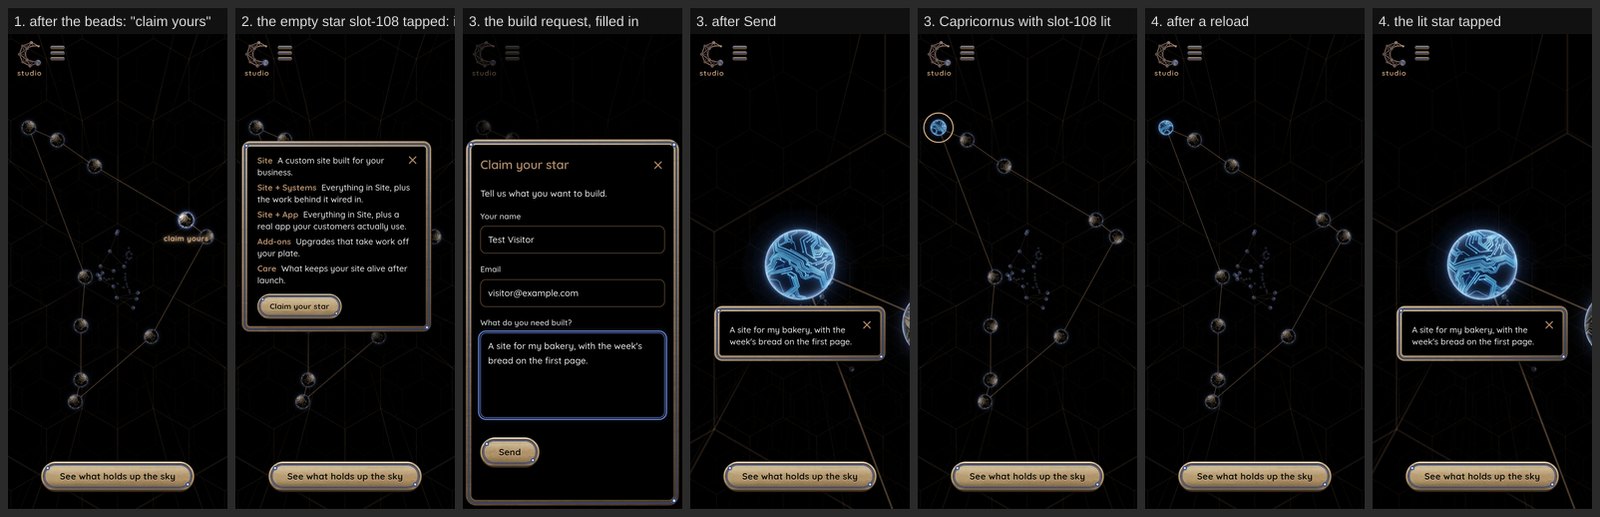 1. after the beads: "claim yours"
studio
claim yours
See what holds up the sky
2. the empty star slot-108 tapped: i
studio
Site A custom site built for your
business.
Site + Systems Everything in Site, plus
the work behind it wired in.
Site + App Everything in Site, plus a
real app your customers actually use.
Add-ons Upgrades that take work off
your plate.
Care What keeps your site alive after
launch.
Claim your star
See what holds up the sky
3. the build request, filled in
studio
Claim your star
Tell us what you want to build.
Your name
Test Visitor
Email
visitor@example.com
What do you need built?
A site for my bakery, with the week's
bread on the first page.
Send
3. after Send
studio
A site for my bakery, with the
week's bread on the first page.
See what holds up the sky
3. Capricornus with slot-108 lit
studio
See what holds up the sky
4. after a reload
studio
See what holds up the sky
4. the lit star tapped
studio
A site for my bakery, with the
week's bread on the first page.
See what holds up the sky